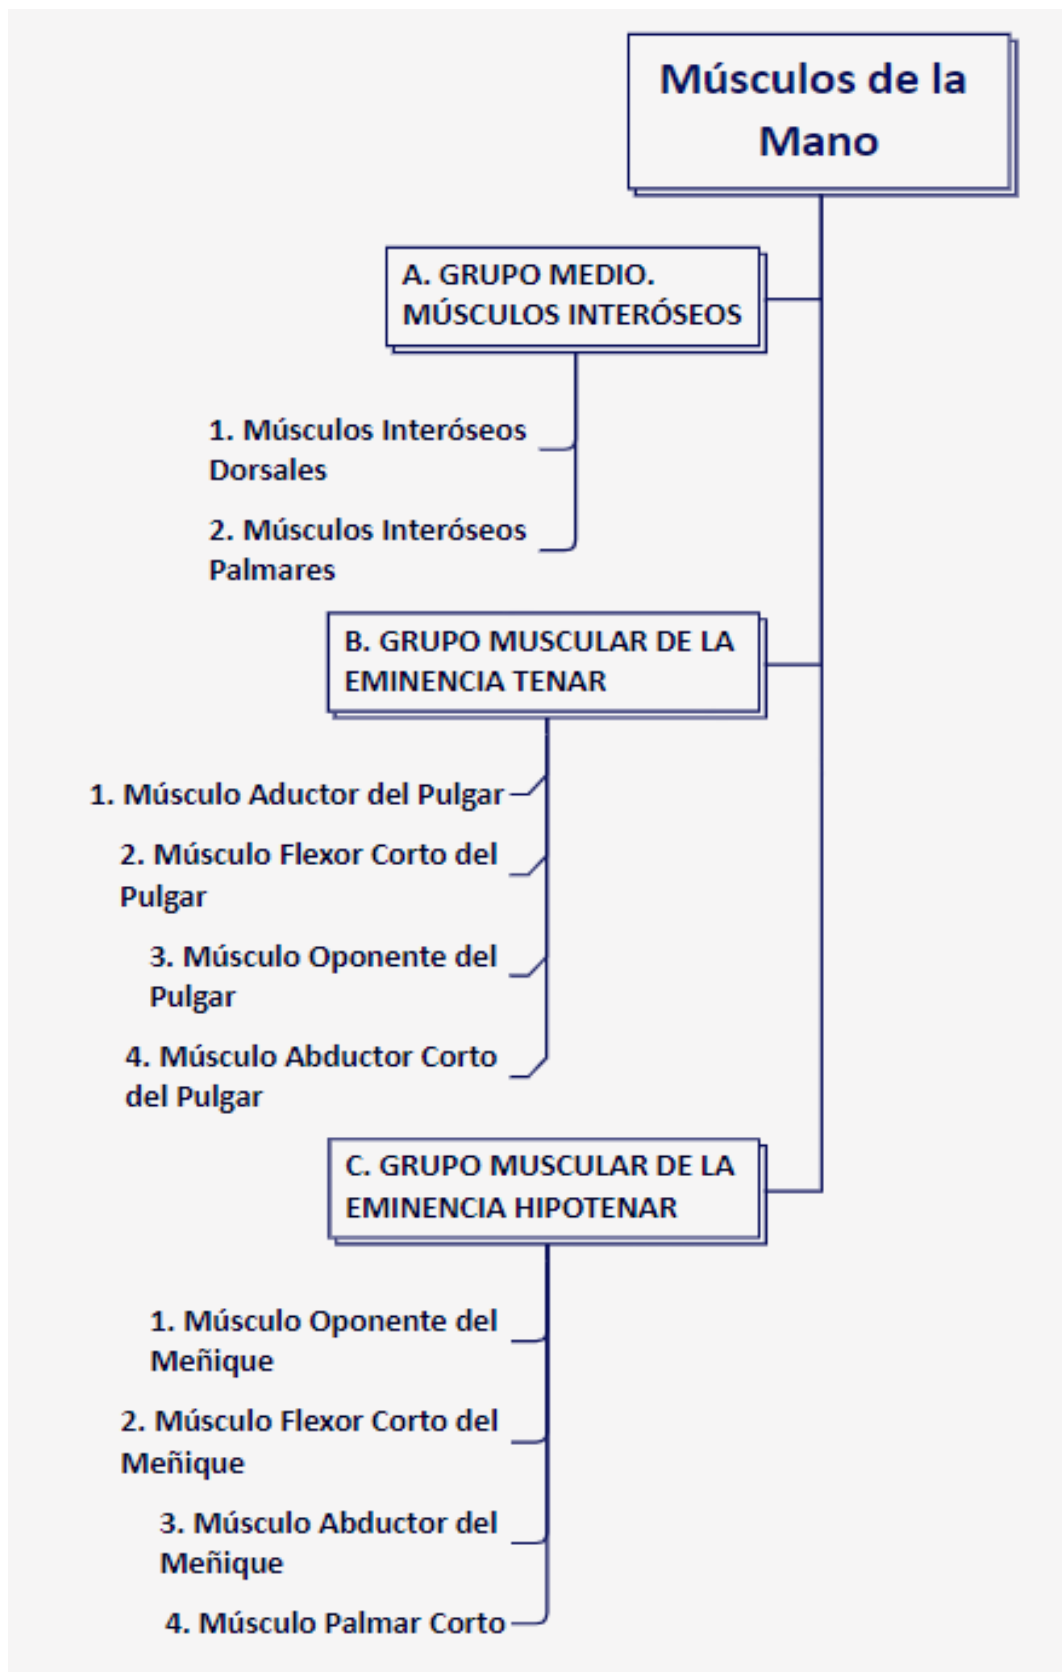 Músculos de la
Mano
A. GRUPO MEDIO.
MÚSCULOS INTERÓSEOS
1. Músculos Interóseos
Dorsales
2. Músculos Interóseos
Palmares
B. GRUPO MUSCULAR DE LA
EMINENCIA TENAR
1. Músculo Aductor del Pulgar
2. Músculo Flexor Corto del
Pulgar
3. Músculo Oponente del
Pulgar
4. Músculo Abductor Corto
del Pulgar
C. GRUPO MUSCULAR DE LA
EMINENCIA HIPOTENAR
1. Músculo Oponente del
Meñique
2. Músculo Flexor Corto del
Meñique
3. Músculo Abductor del
Meñique
4. Músculo Palmar Corto